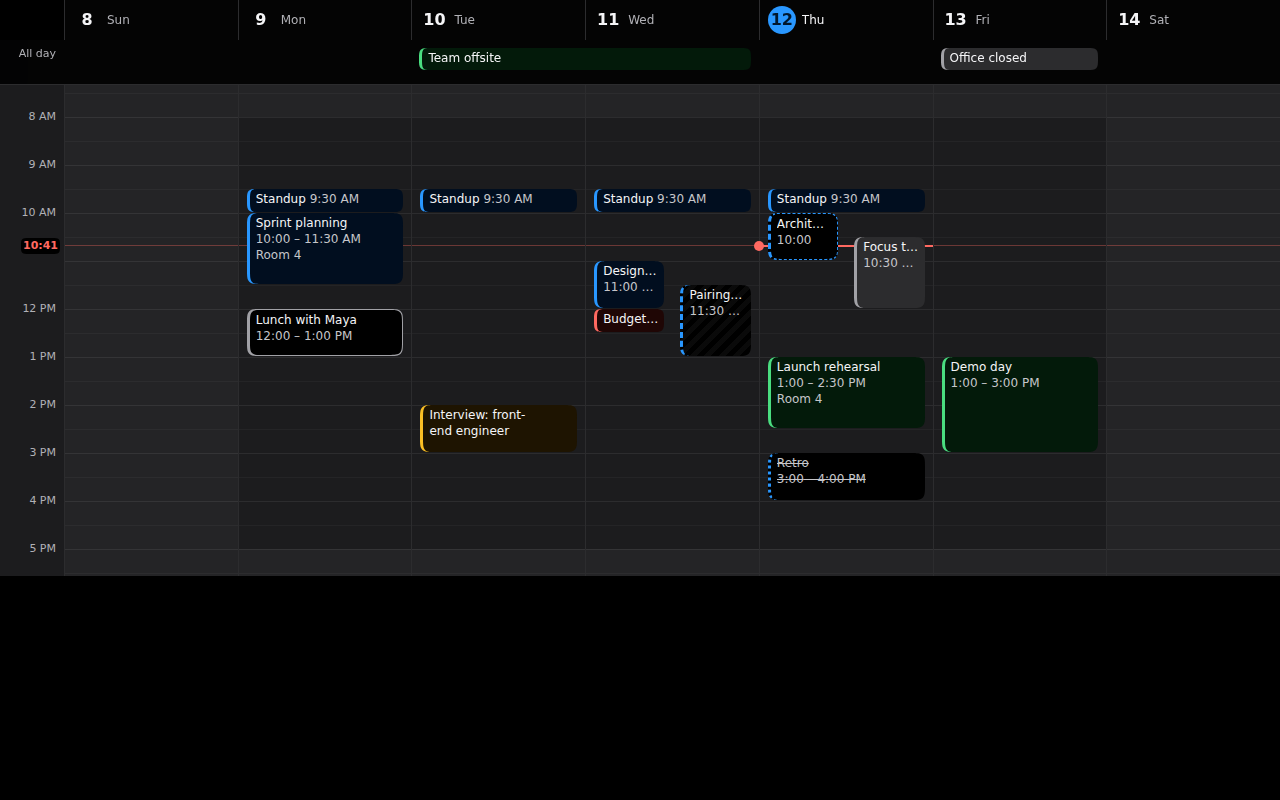 8 Sun
9 Mon
10 Tue
11 Wed
12 Thu
13 Fri
14 Sat
All day
Team offsite
Office closed
8 AM
9 AM
10 AM
10:41
12 PM
1 PM
2 PM
3 PM
4 PM
5 PM
Standup 9:30 AM
Sprint planning
10:00 – 11:30 AM
Room 4
Lunch with Maya
12:00 – 1:00 PM
Standup 9:30 AM
Interview: front-
end engineer
Standup 9:30 AM
Design…
11:00 …
Budget…
Pairing…
11:30 …
Standup 9:30 AM
Archit…
10:00
Focus t…
10:30 …
Launch rehearsal
1:00 – 2:30 PM
Room 4
Retro
3:00 – 4:00 PM
Demo day
1:00 – 3:00 PM